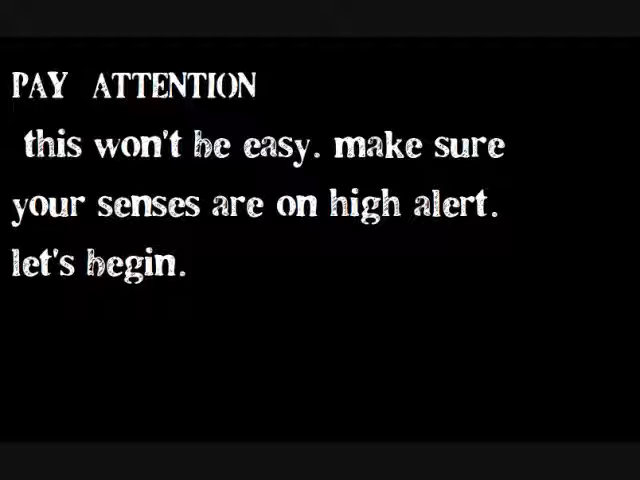 PAY ATTENTION
this won't be easy. make sure
your senses are on high alert.
let's begin.